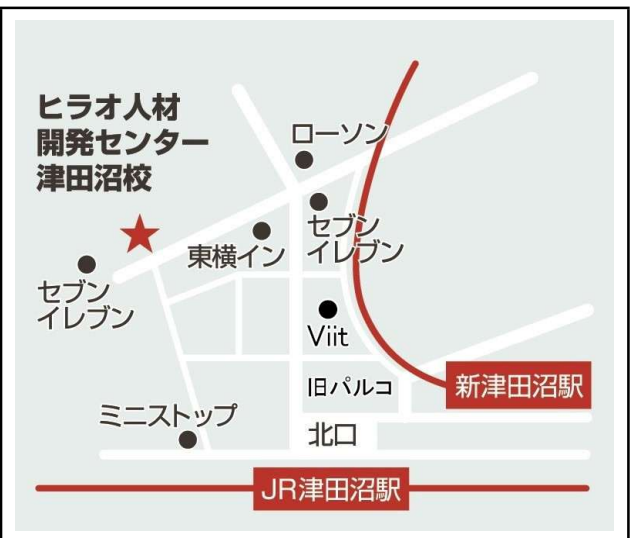 ヒラオ人材
開発センター
津田沼校
ローソン
セブン
イレブン
東横イン
セブン
イレブン
Viit
旧パルコ
新津田沼駅
ミニストップ
北口
JR津田沼駅